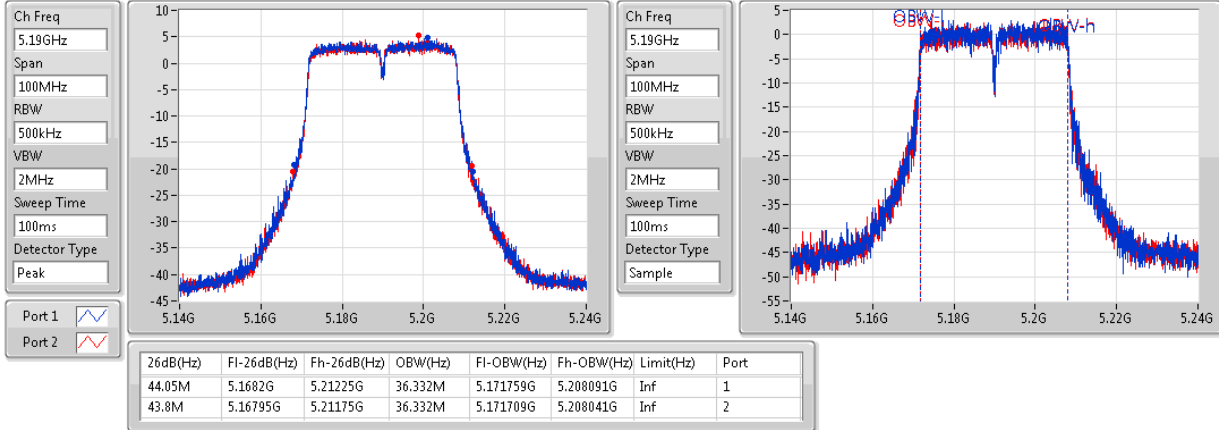 Ch Freq
5.19GHz
Span
100MHz
RBW
500kHz
VBW
2MHz
Sweep Time
100ms
Detector Type
Peak
Port 1
Port 2
10
5
0
-5
-10
-15
-20
-25
-30
-35
-40
-45
5.14G 5.16G 5.18G 5.2G 5.22G 5.24G
Ch Freq
5.19GHz
Span
100MHz
RBW
500kHz
VBW
2MHz
Sweep Time
100ms
Detector Type
Sample
5
0
-5
-10
-15
-20
-25
-30
-35
-40
-45
-50
-55
OBW-l
OBW-h
5.14G 5.16G 5.18G 5.2G 5.22G 5.24G
26dB(Hz) Fl-26dB(Hz) Fh-26dB(Hz) OBW(Hz) Fl-OBW(Hz) Fh-OBW(Hz) Limit(Hz) Port
44.05M 5.1682G 5.21225G 36.332M 5.171759G 5.208091G Inf 1
43.8M 5.16795G 5.21175G 36.332M 5.171709G 5.208041G Inf 2